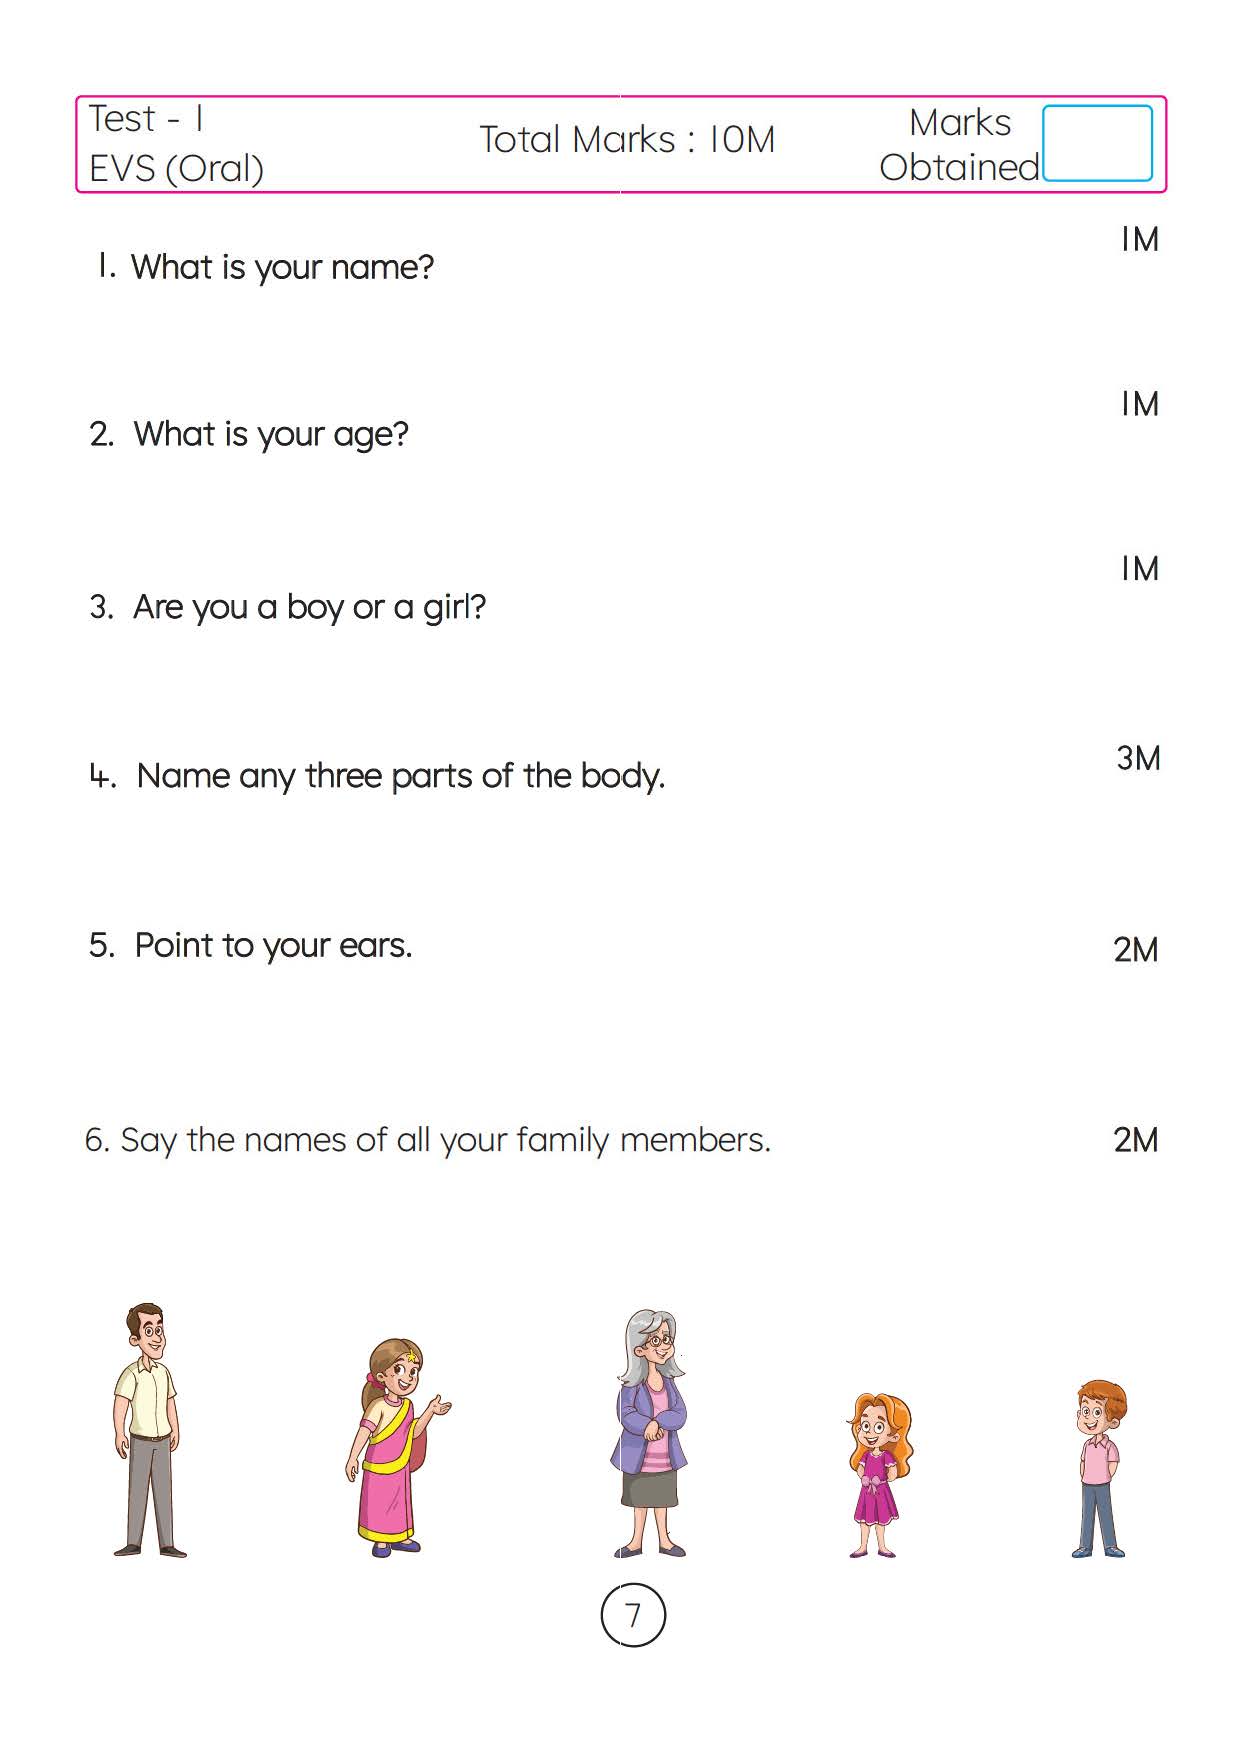 Test - 1
EVS (Oral)
Total Marks : 10M
Marks
Obtained
1. What is your name? 1M
2. What is your age? 1M
3. Are you a boy or a girl? 1M
4. Name any three parts of the body. 3M
5. Point to your ears. 2M
6. Say the names of all your family members. 2M
7